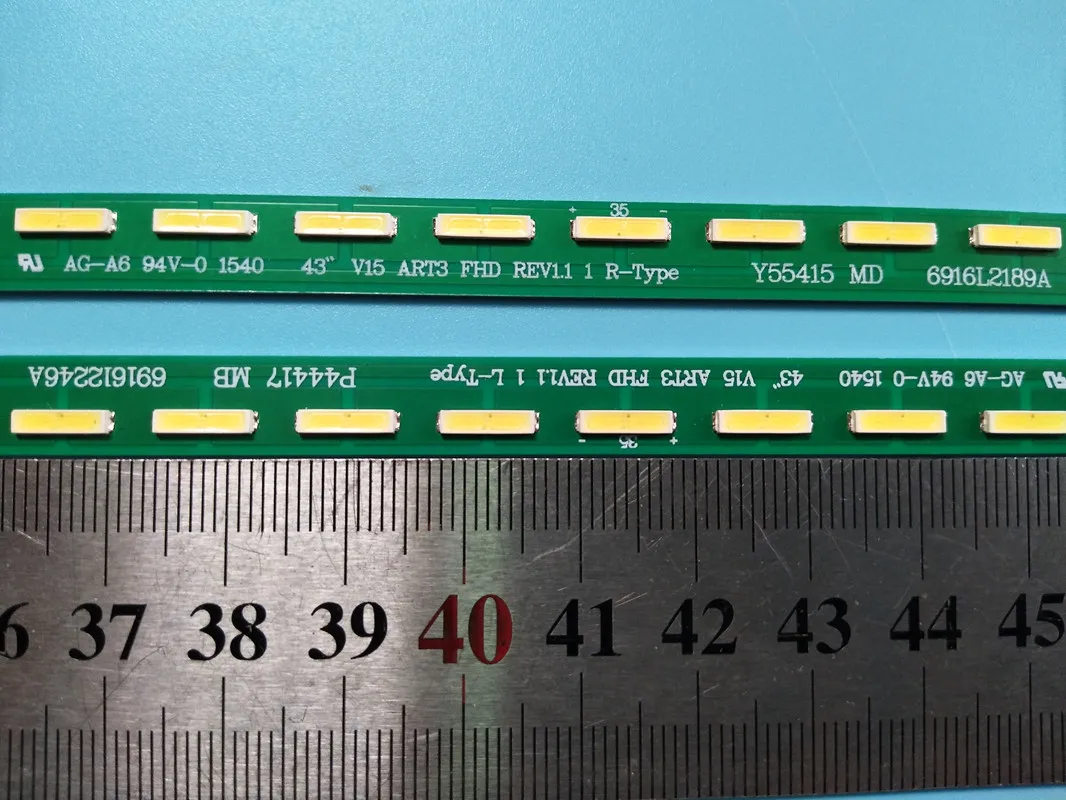 + 35 -
AG-A6 94V-0 1540 43" V15 ART3 FHD REV1.1 1 R-Type Y55415 MD 6916L2189A
AG-A6 94V-0 1540 43" V15 ART3 FHD REV1.1 1 L-Type P44417 MB 6916l2246A
+ 35 -
6 37 38 39 40 41 42 43 44 45